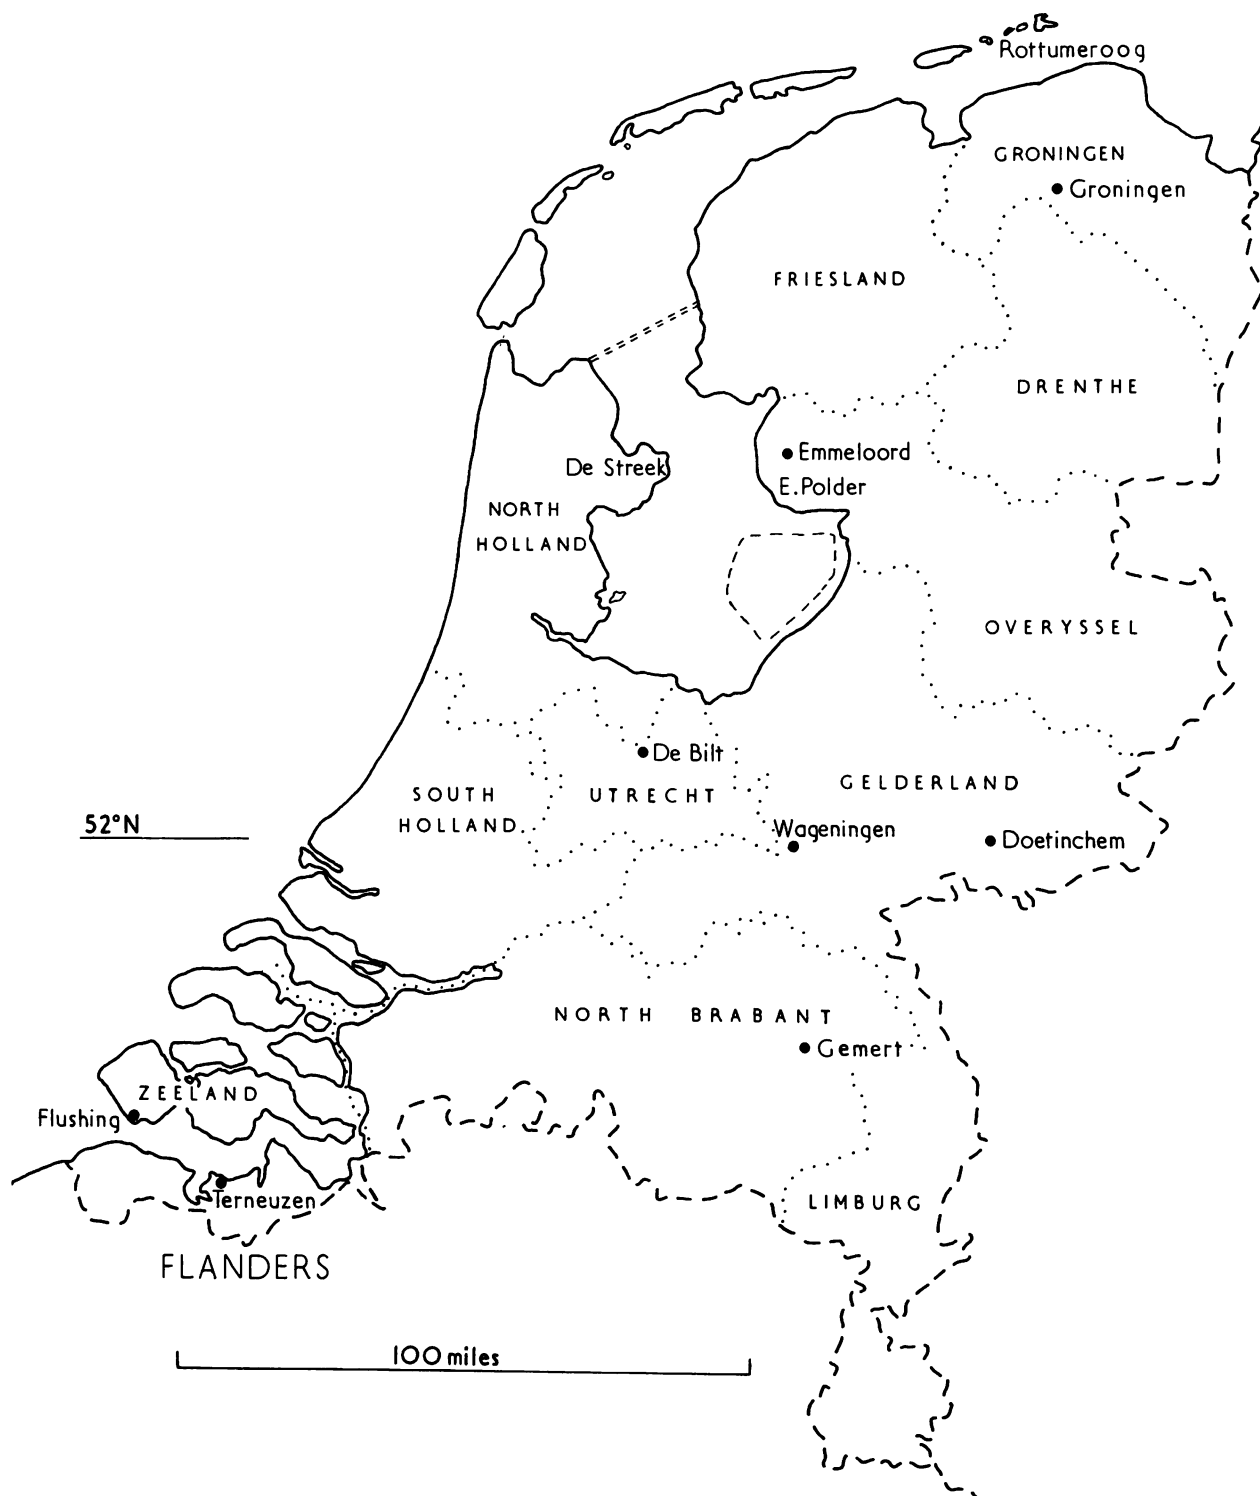 Rottumeroog
GRONINGEN
Groningen
FRIESLAND
DRENTHE
Emmeloord
De Streek
E.Polder
NORTH
HOLLAND
OVERYSSEL
De Bilt
GELDERLAND
SOUTH
UTRECHT
HOLLAND
52°N
Wageningen
Doetinchem
NORTH BRABANT
Gemert
ZEELAND
Flushing
Terneuzen
LIMBURG
FLANDERS
100 miles